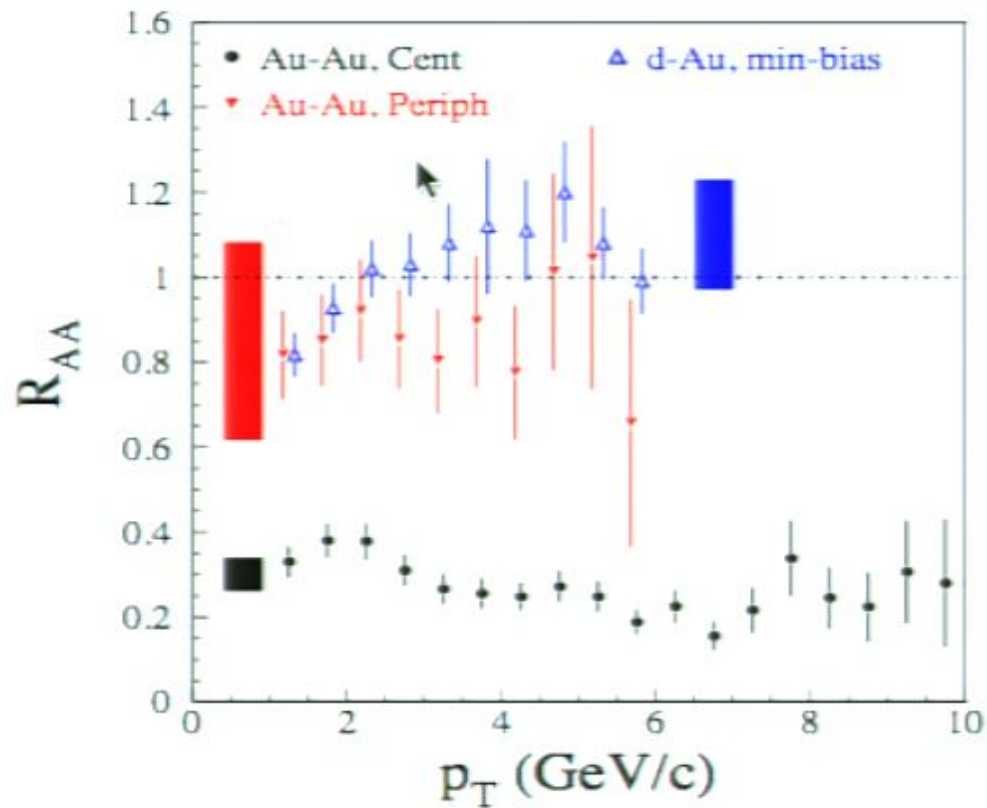 1.6
Au-Au, Cent
d-Au, min-bias
Au-Au, Periph
1.4
1.2
1
0.8
0.6
0.4
0.2
0
0 2 4 6 8 10
R_AA
p_T (GeV/c)